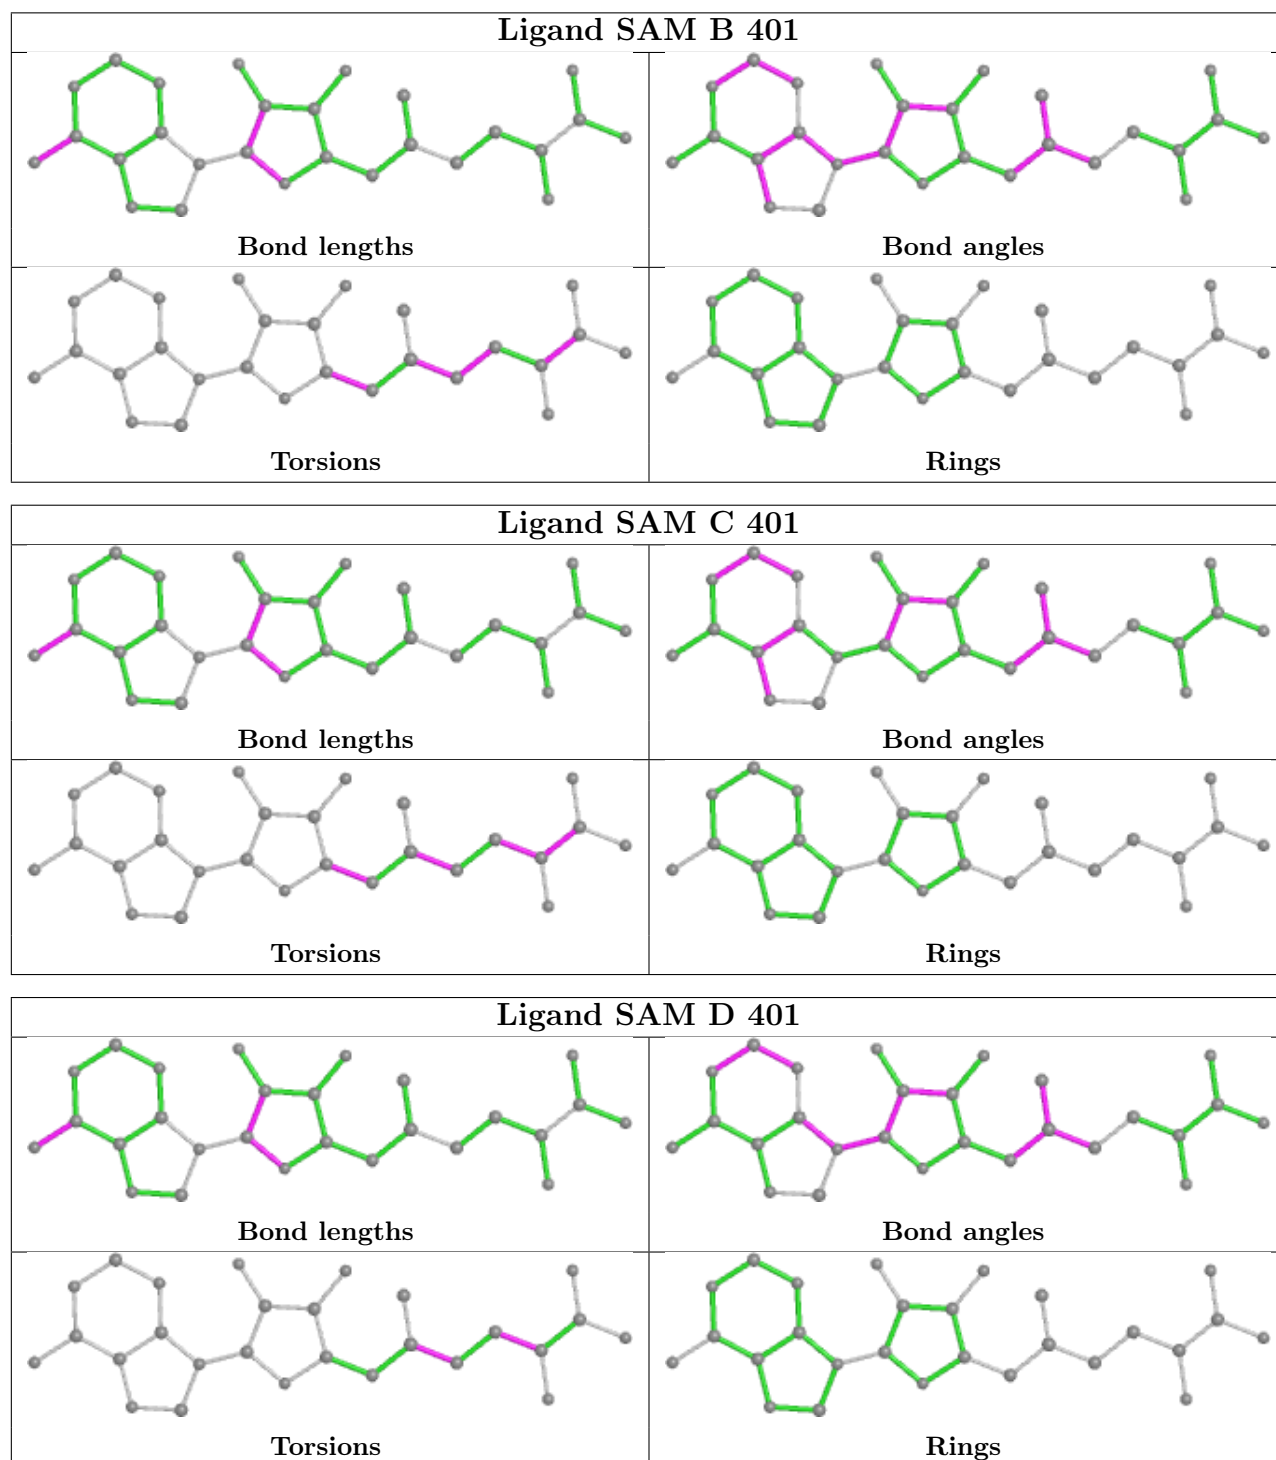 Ligand SAM B 401
Bond lengths
Bond angles
Torsions
Rings
Ligand SAM C 401
Bond lengths
Bond angles
Torsions
Rings
Ligand SAM D 401
Bond lengths
Bond angles
Torsions
Rings